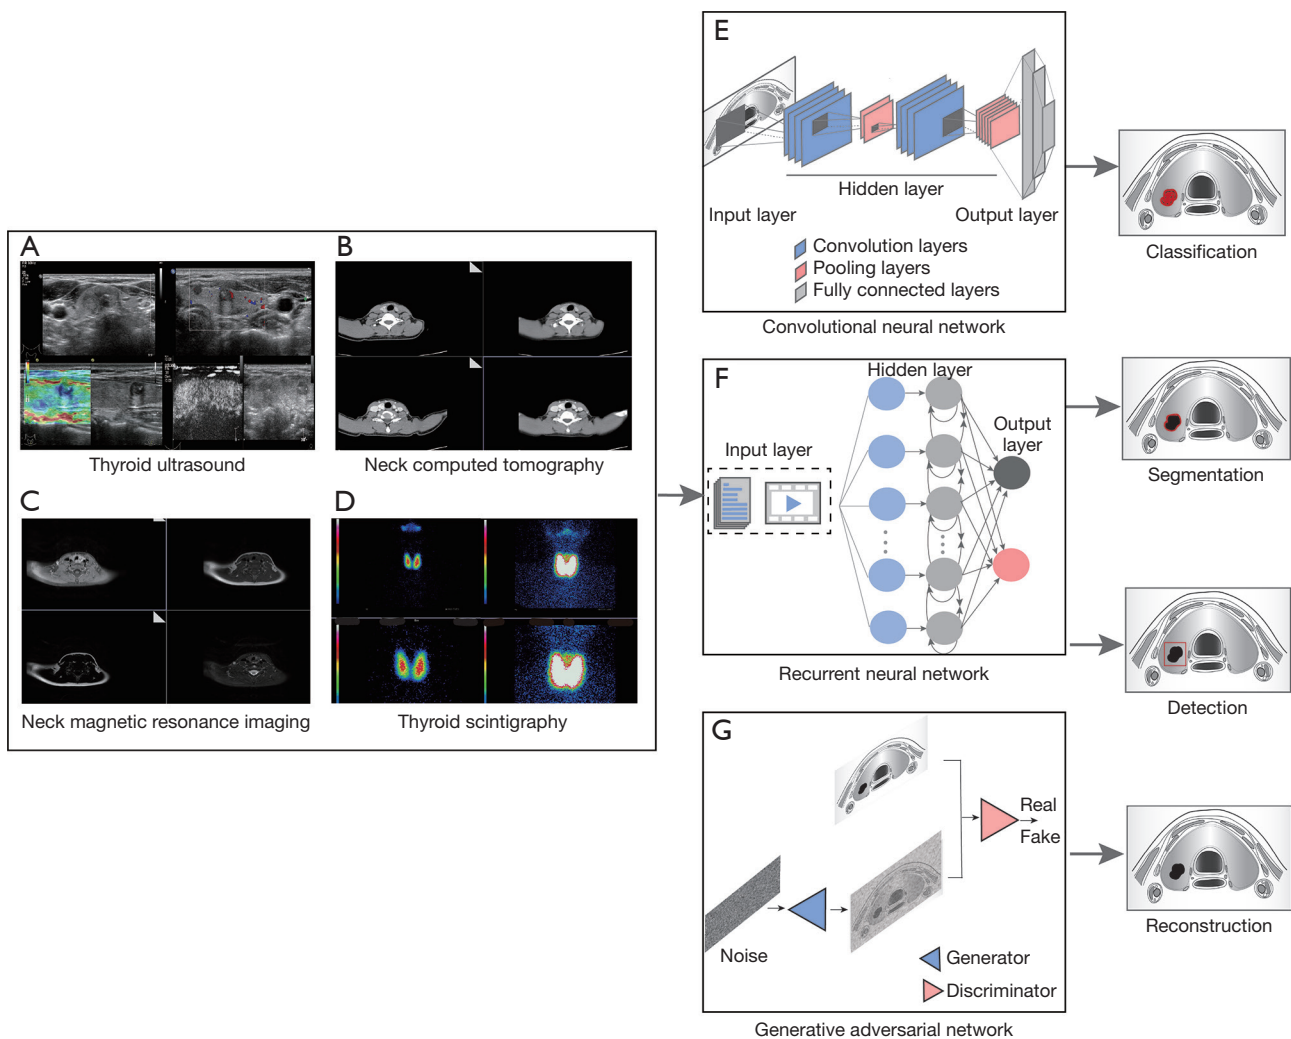 A
B
Thyroid ultrasound
Neck computed tomography
C
D
Neck magnetic resonance imaging
Thyroid scintigraphy
E
Hidden layer
Input layer
Output layer
Convolution layers
Pooling layers
Fully connected layers
Convolutional neural network
F
Hidden layer
Output
layer
Input layer
Recurrent neural network
G
Real
Fake
Noise
Generator
Discriminator
Generative adversarial network
Classification
Segmentation
Detection
Reconstruction